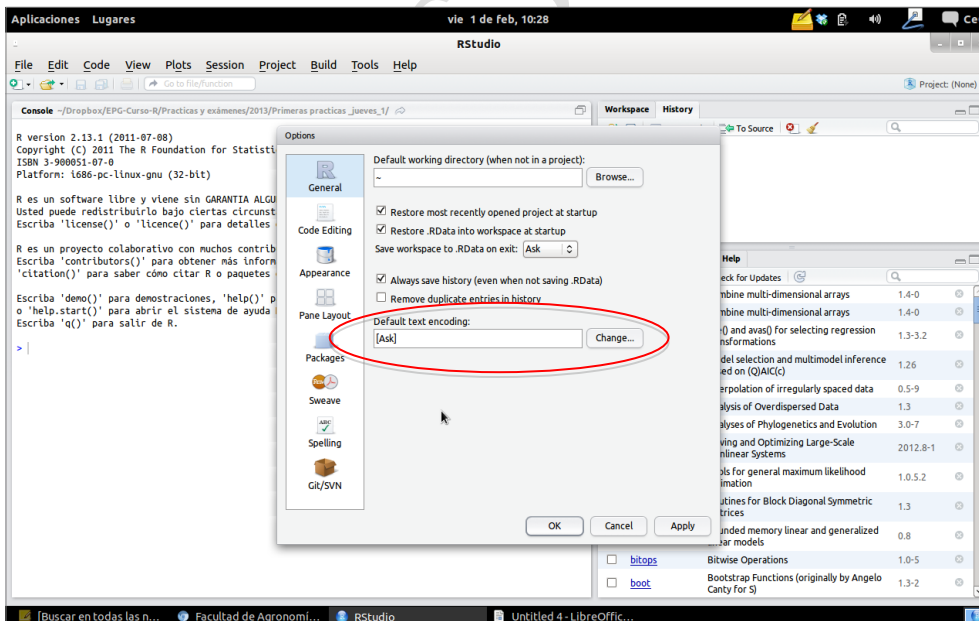 Aplicaciones Lugares vie 1 de feb, 10:28 Ce
RStudio
File Edit Code View Plots Session Project Build Tools Help
Go to file/function Project: (None)
Console ~/Dropbox/EPG-Curso-R/Practicas y exámenes/2013/Primeras practicas _jueves_1/
R version 2.13.1 (2011-07-08)
Copyright (C) 2011 The R Foundation for Statisti
ISBN 3-900051-07-0
Platform: i686-pc-linux-gnu (32-bit)
R es un software libre y viene sin GARANTIA ALGU
Usted puede redistribuirlo bajo ciertas circunst
Escriba 'license()' o 'licence()' para detalles
R es un proyecto colaborativo con muchos contrib
Escriba 'contributors()' para obtener más inform
'citation()' para saber cómo citar R o paquetes
Escriba 'demo()' para demostraciones, 'help()' p
o 'help.start()' para abrir el sistema de ayuda
Escriba 'q()' para salir de R.
>
Options
General
Code Editing
Appearance
Pane Layout
Packages
Sweave
Spelling
Git/SVN
Default working directory (when not in a project):
~ Browse...
Restore most recently opened project at startup
Restore .RData into workspace at startup
Save workspace to .RData on exit: Ask
Always save history (even when not saving .RData)
Remove duplicate entries in history
Default text encoding:
[Ask] Change...
OK Cancel Apply
Workspace History
To Source
Help
eck for Updates
mbine multi-dimensional arrays 1.4-0
mbine multi-dimensional arrays 1.4-0
() and avas() for selecting regression
nsformations 1.3-3.2
del selection and multimodel inference
ed on (Q)AIC(c) 1.26
erpolation of irregularly spaced data 0.5-9
alysis of Overdispersed Data 1.3
alyses of Phylogenetics and Evolution 3.0-7
ving and Optimizing Large-Scale
nlinear Systems 2012.8-1
ols for general maximum likelihood
imation 1.0.5.2
utines for Block Diagonal Symmetric
trices 1.3
unded memory linear and generalized
ear models 0.8
bitops Bitwise Operations 1.0-5
boot Bootstrap Functions (originally by Angelo
Canty for S) 1.3-2
[Buscar en todas las n... Facultad de Agronomí... RStudio Untitled 4 - LibreOffic...